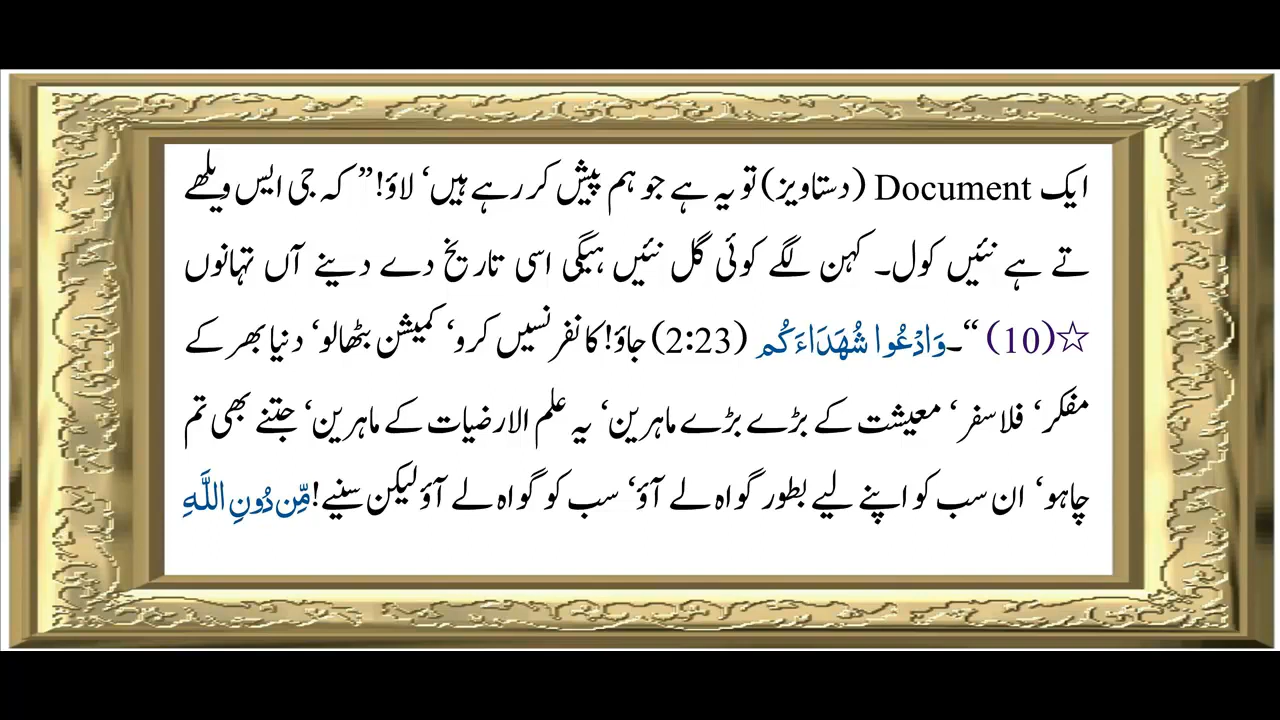 ایک Document (دستاویز) تو یہ ہے جو ہم پیش کر رہے ہیں‘ لاؤ!” کہ جی ایس ویلھے
تے ہے نئیں کول۔ کہن لگے کوئی گل نئیں ہیگی اسی تاریخ دے دینے آں تہانوں
☆(10) “۔وَادْعُوا شُهَدَاءَكُم (2:23) جاؤ! کانفرنسیں کرو‘ کمیشن بٹھالو‘ دنیا بھر کے
مفکر‘ فلاسفر‘ معیشت کے بڑے بڑے ماہرین‘ یہ علم الارضیات کے ماہرین‘ جتنے بھی تم
چاہو‘ ان سب کو اپنے لیے بطور گواہ لے آؤ‘ سب کو گواہ لے آؤ لیکن سنیے! مِّن دُونِ اللَّهِ